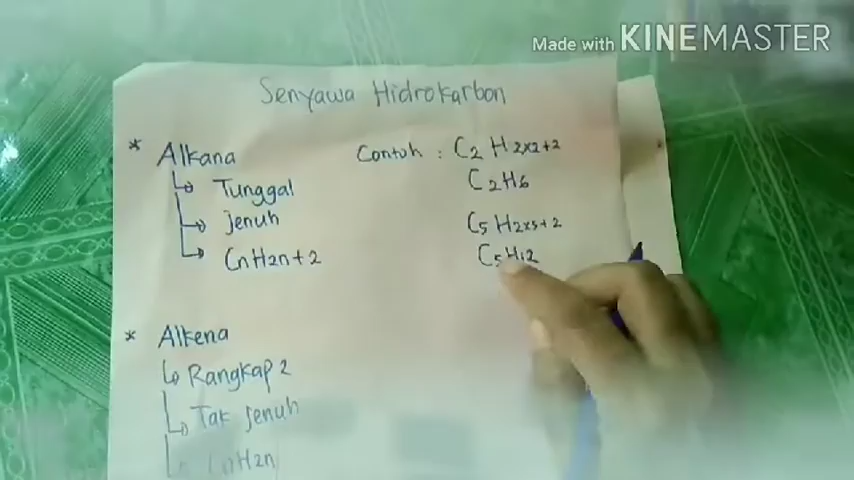 Made with KINEMASTER
Senyawa Hidrokarbon
* Alkana
Contoh : C2 H2x2+2
Tunggal
C2H6
Jenuh
C5 H2x5+2
CnH2n+2
C5H12
* Alkena
Rangkap 2
Tak Jenuh
CnH2n